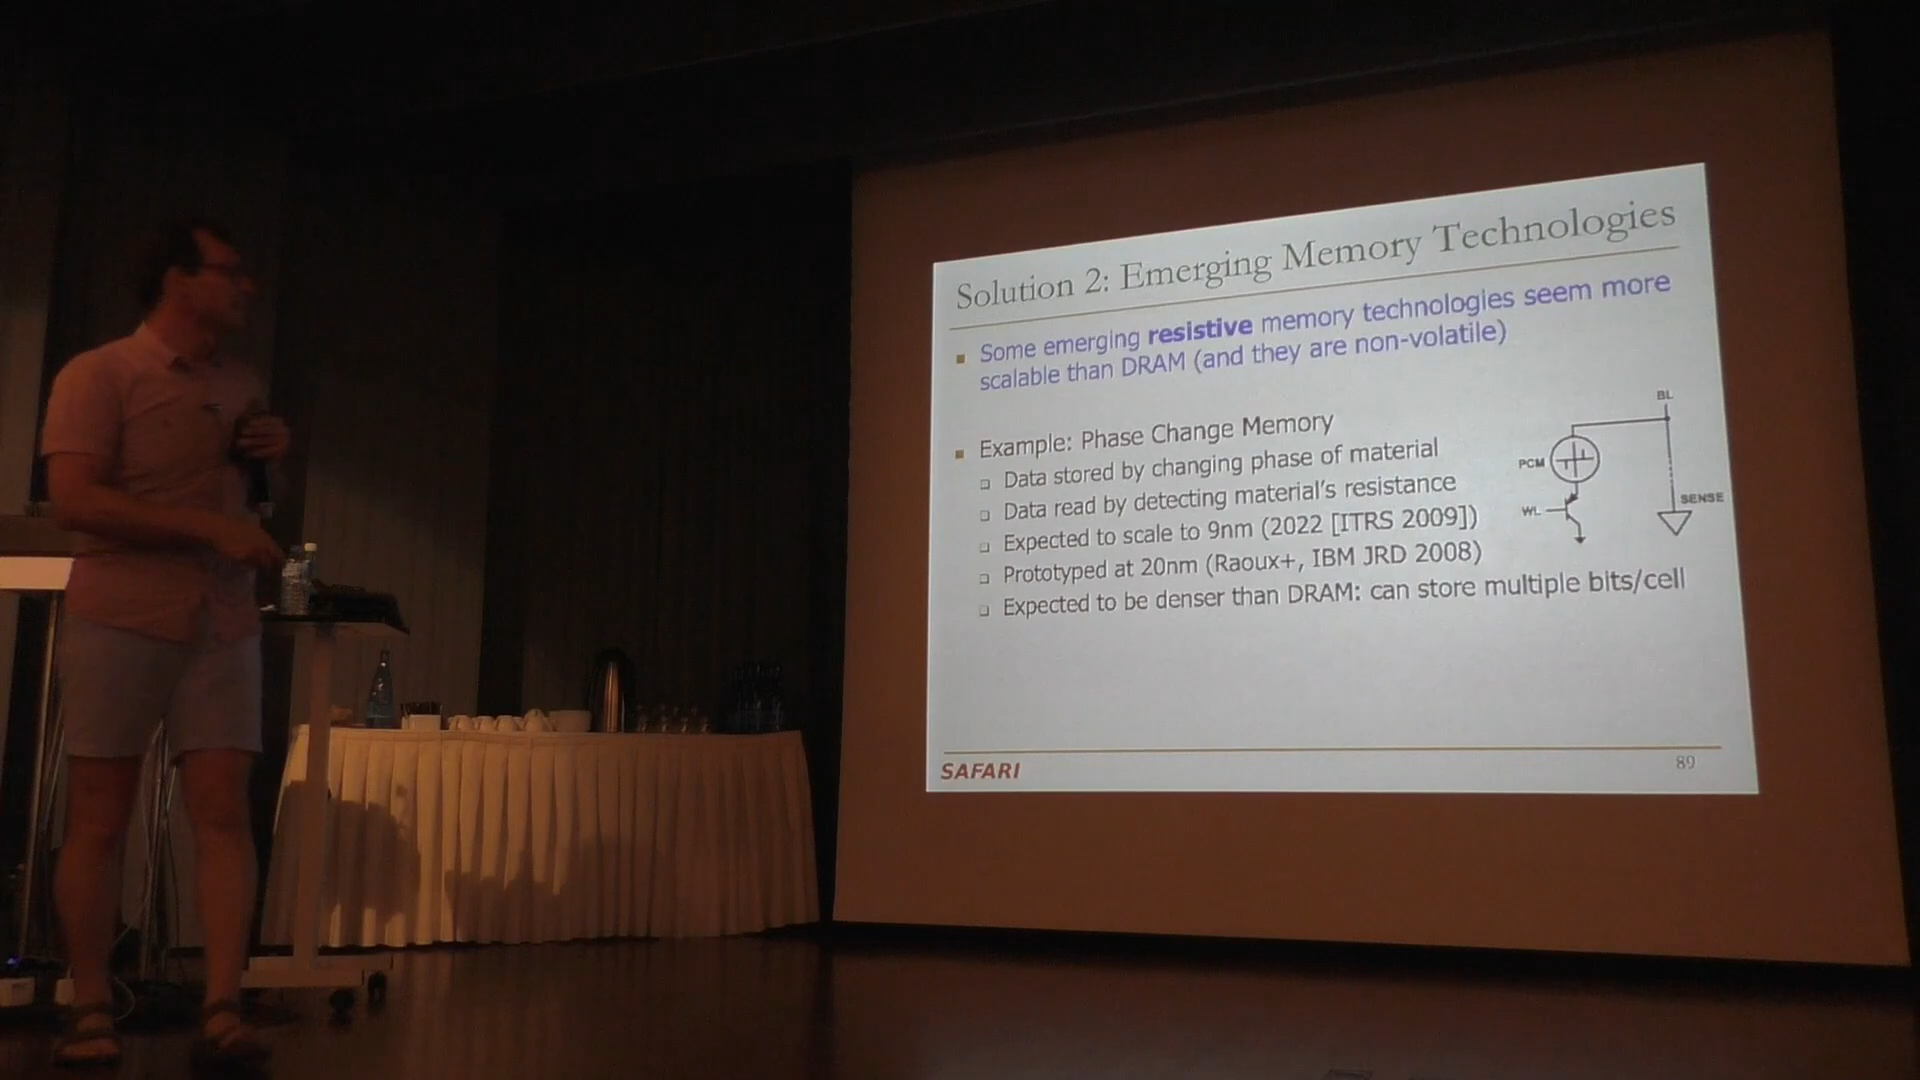 Solution 2: Emerging Memory Technologies
Some emerging resistive memory technologies seem more
scalable than DRAM (and they are non-volatile)
Example: Phase Change Memory
Data stored by changing phase of material
Data read by detecting material's resistance
Expected to scale to 9nm (2022 [ITRS 2009])
Prototyped at 20nm (Raoux+, IBM JRD 2008)
Expected to be denser than DRAM: can store multiple bits/cell
BL
PCM
WL
SENSE
SAFARI
89